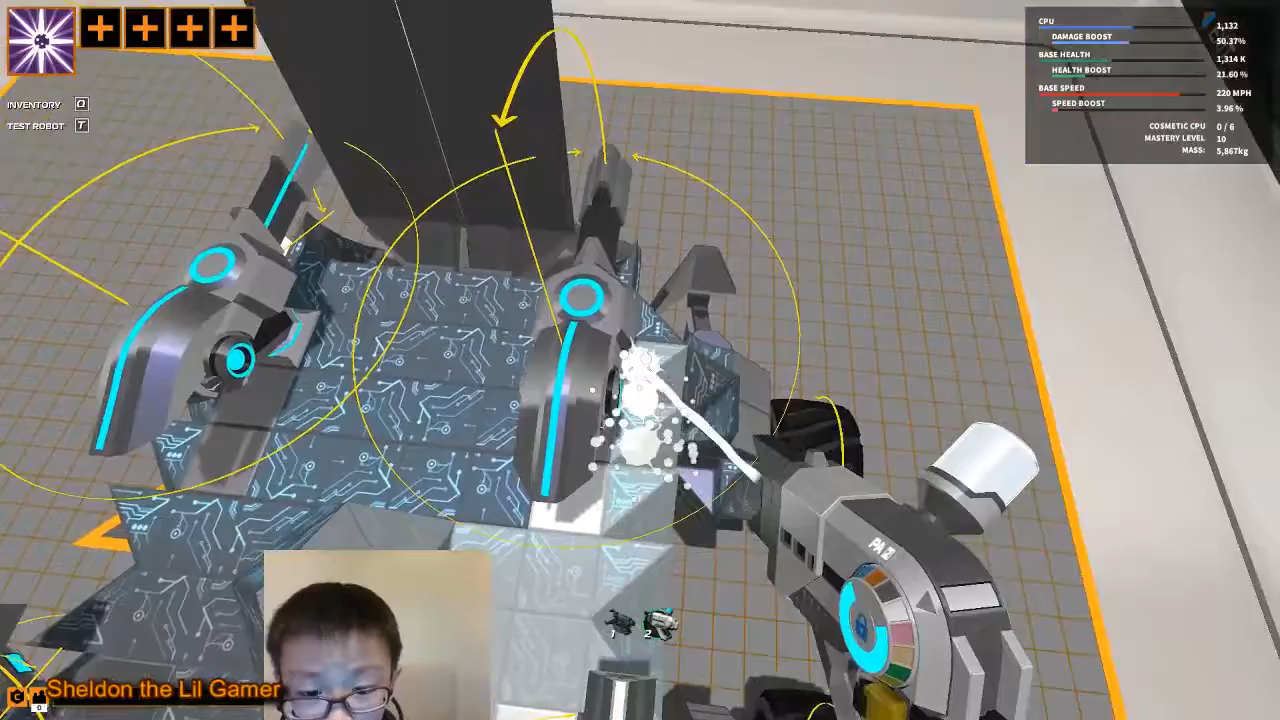 INVENTORY Q
TEST ROBOT T
CPU 1,132
DAMAGE BOOST 50.37%
BASE HEALTH 1,314 K
HEALTH BOOST 21.60 %
BASE SPEED 220 MPH
SPEED BOOST 3.96 %
COSMETIC CPU 0 / 6
MASTERY LEVEL 10
MASS: 5,867kg
1 2
C
0
Sheldon the Lil Gamer